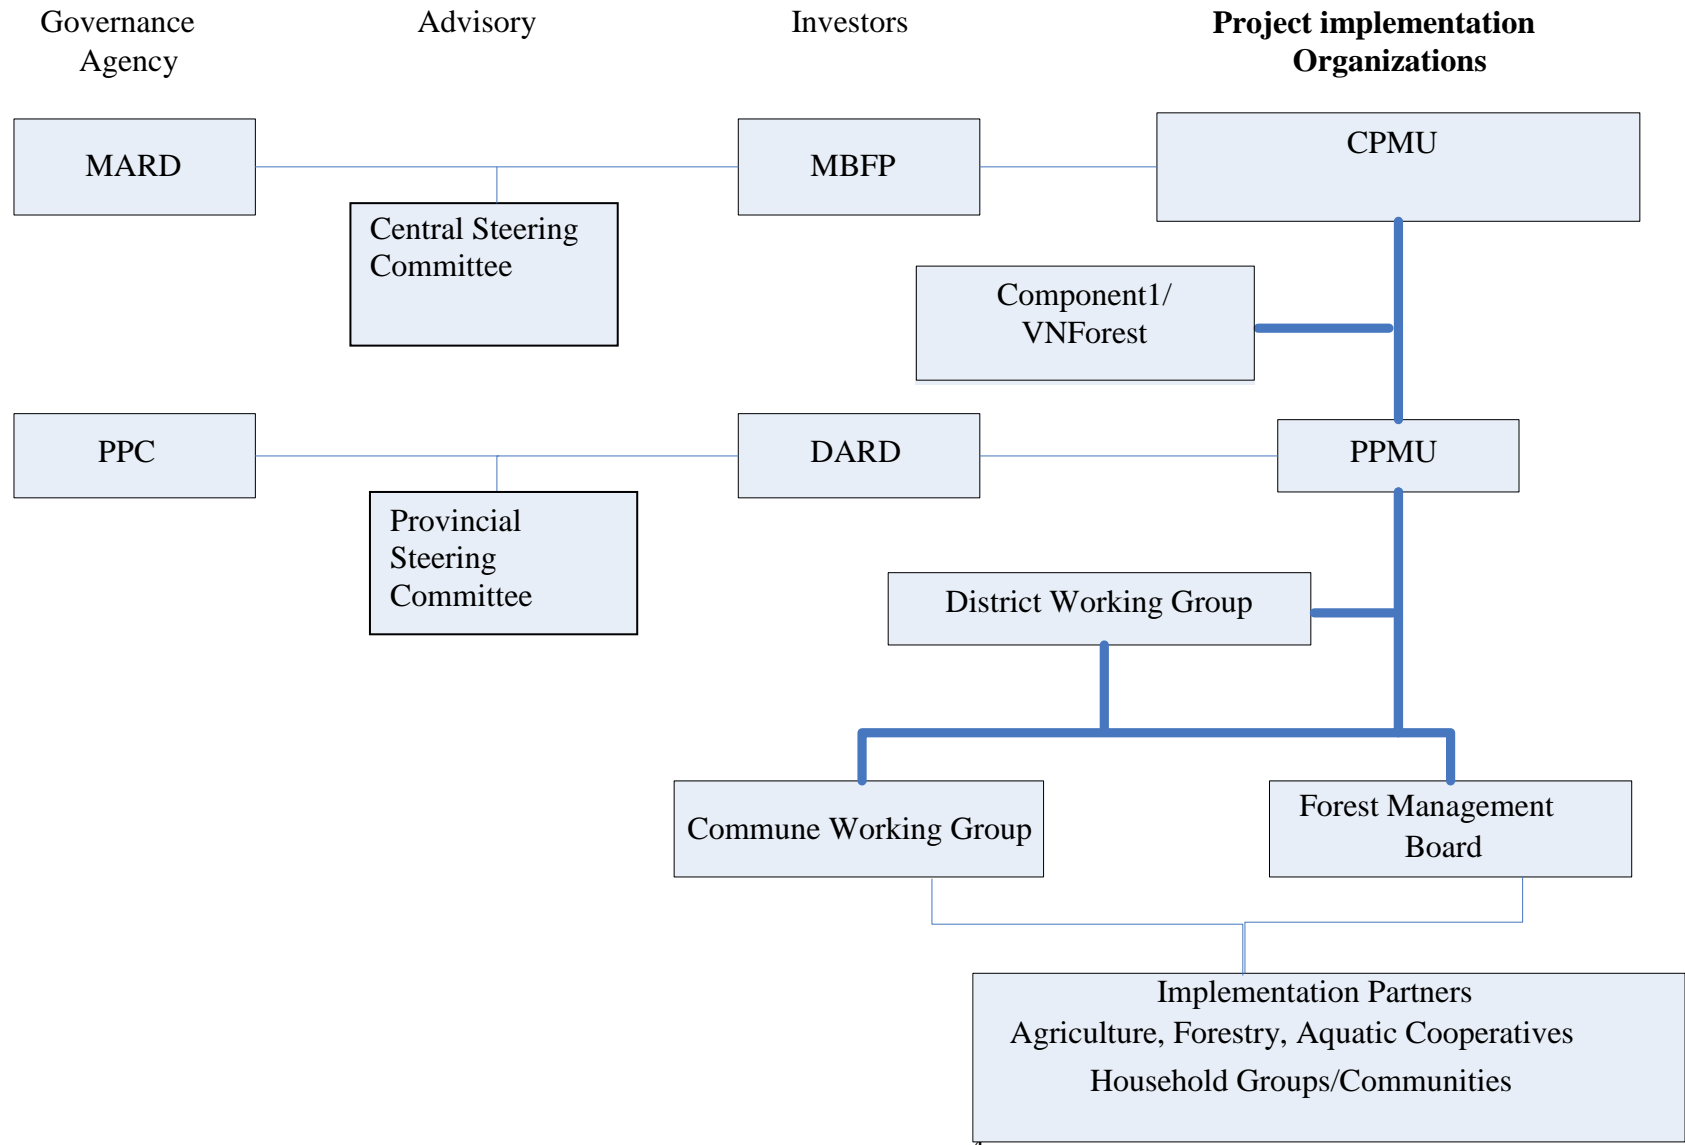 Governance
Agency
Advisory
Investors
Project implementation
Organizations
MARD
MBFP
CPMU
Central Steering
Committee
Component1/
VNForest
PPC
DARD
PPMU
Provincial
Steering
Committee
District Working Group
Commune Working Group
Forest Management
Board
Implementation Partners
Agriculture, Forestry, Aquatic Cooperatives
Household Groups/Communities